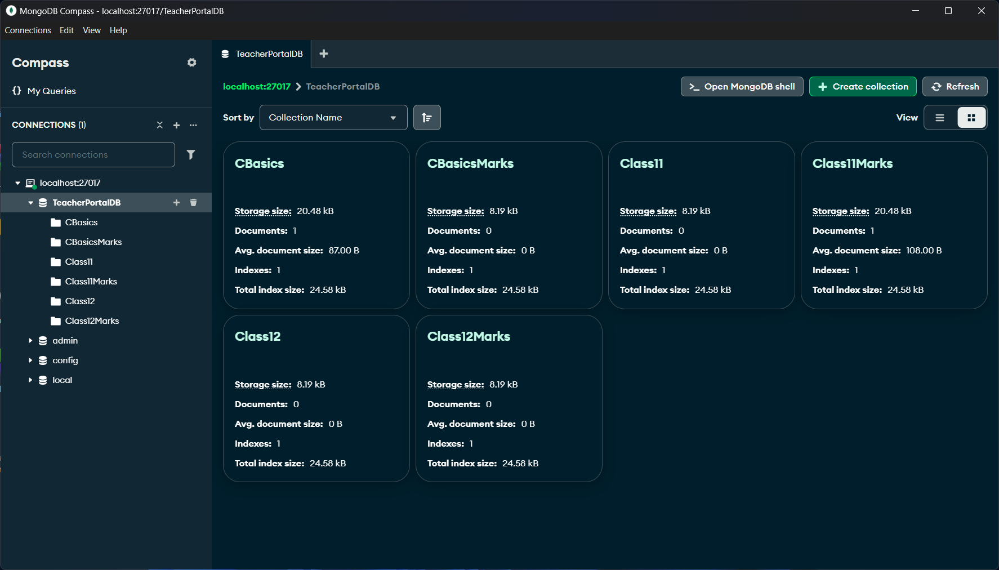 MongoDB Compass - localhost:27017/TeacherPortalDB
Connections Edit View Help
Compass
My Queries
CONNECTIONS (1)
Search connections
localhost:27017
TeacherPortalDB
CBasics
CBasicsMarks
Class11
Class11Marks
Class12
Class12Marks
admin
config
local
TeacherPortalDB
localhost:27017 > TeacherPortalDB
>_ Open MongoDB shell
+ Create collection
Refresh
Sort by Collection Name
View
CBasics
Storage size: 20.48 kB
Documents: 1
Avg. document size: 87.00 B
Indexes: 1
Total index size: 24.58 kB
CBasicsMarks
Storage size: 8.19 kB
Documents: 0
Avg. document size: 0 B
Indexes: 1
Total index size: 24.58 kB
Class11
Storage size: 8.19 kB
Documents: 0
Avg. document size: 0 B
Indexes: 1
Total index size: 24.58 kB
Class11Marks
Storage size: 20.48 kB
Documents: 1
Avg. document size: 108.00 B
Indexes: 1
Total index size: 24.58 kB
Class12
Storage size: 8.19 kB
Documents: 0
Avg. document size: 0 B
Indexes: 1
Total index size: 24.58 kB
Class12Marks
Storage size: 8.19 kB
Documents: 0
Avg. document size: 0 B
Indexes: 1
Total index size: 24.58 kB